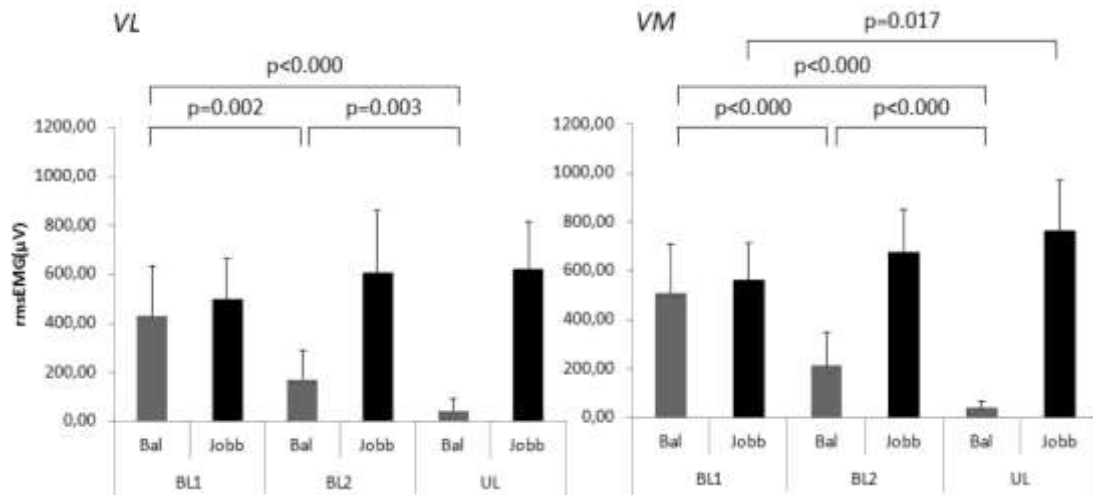 VL
p<0.000
p=0.002 p=0.003
1200,00
1000,00
800,00
600,00
400,00
200,00
0,00
rmsEMG(µV)
Bal Jobb Bal Jobb Bal Jobb
BL1 BL2 UL
VM
p=0.017
p<0.000
p<0.000 p<0.000
1200,00
1000,00
800,00
600,00
400,00
200,00
0,00
Bal Jobb Bal Jobb Bal Jobb
BL1 BL2 UL